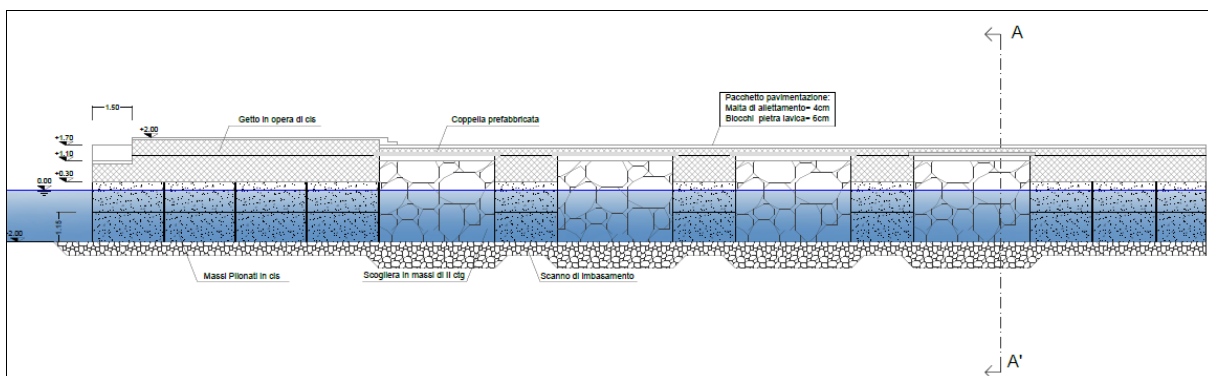 A
1.50
Pacchetto pavimentazione:
Malta di allettamento= 4cm
Blocchi pietra lavica= 6cm
Getto in opera di cls
Coppella prefabbricata
+2.00
+1.70
+1.10
+0.30
0.00
1.15
-2.00
Massi Pilonati in cls
Scogliera in massi di II ctg
Scanno di imbasamento
A'